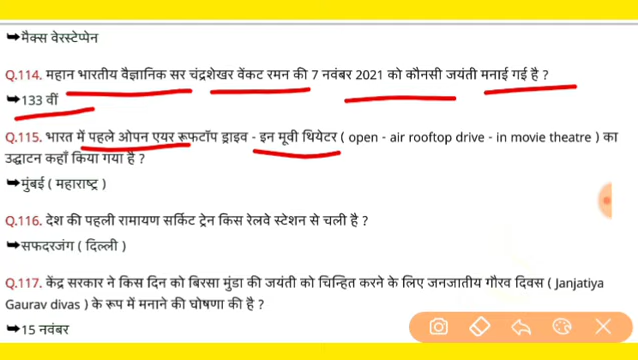 ➡मैक्स वेरस्टेप्पेन
Q.114. महान भारतीय वैज्ञानिक सर चंद्रशेखर वेंकट रमन की 7 नवंबर 2021 को कौनसी जयंती मनाई गई है ?
➡133 वीं
Q.115. भारत में पहले ओपन एयर रूफटॉप ड्राइव - इन मूवी थियेटर ( open - air rooftop drive - in movie theatre ) का
उद्घाटन कहाँ किया गया है ?
➡मुंबई ( महाराष्ट्र )
Q.116. देश की पहली रामायण सर्किट ट्रेन किस रेलवे स्टेशन से चली है ?
➡सफदरजंग ( दिल्ली )
Q.117. केंद्र सरकार ने किस दिन को बिरसा मुंडा की जयंती को चिन्हित करने के लिए जनजातीय गौरव दिवस ( Janjatiya
Gaurav divas ) के रूप में मनाने की घोषणा की है ?
➡15 नवंबर